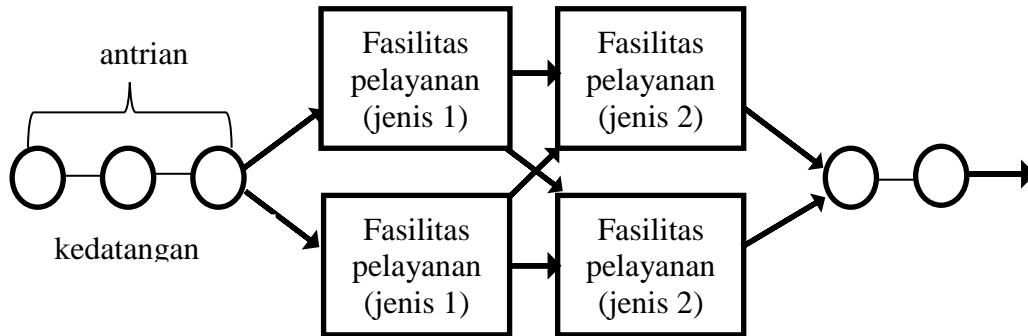 antrian
kedatangan
Fasilitas
pelayanan
(jenis 1)
Fasilitas
pelayanan
(jenis 2)
Fasilitas
pelayanan
(jenis 1)
Fasilitas
pelayanan
(jenis 2)